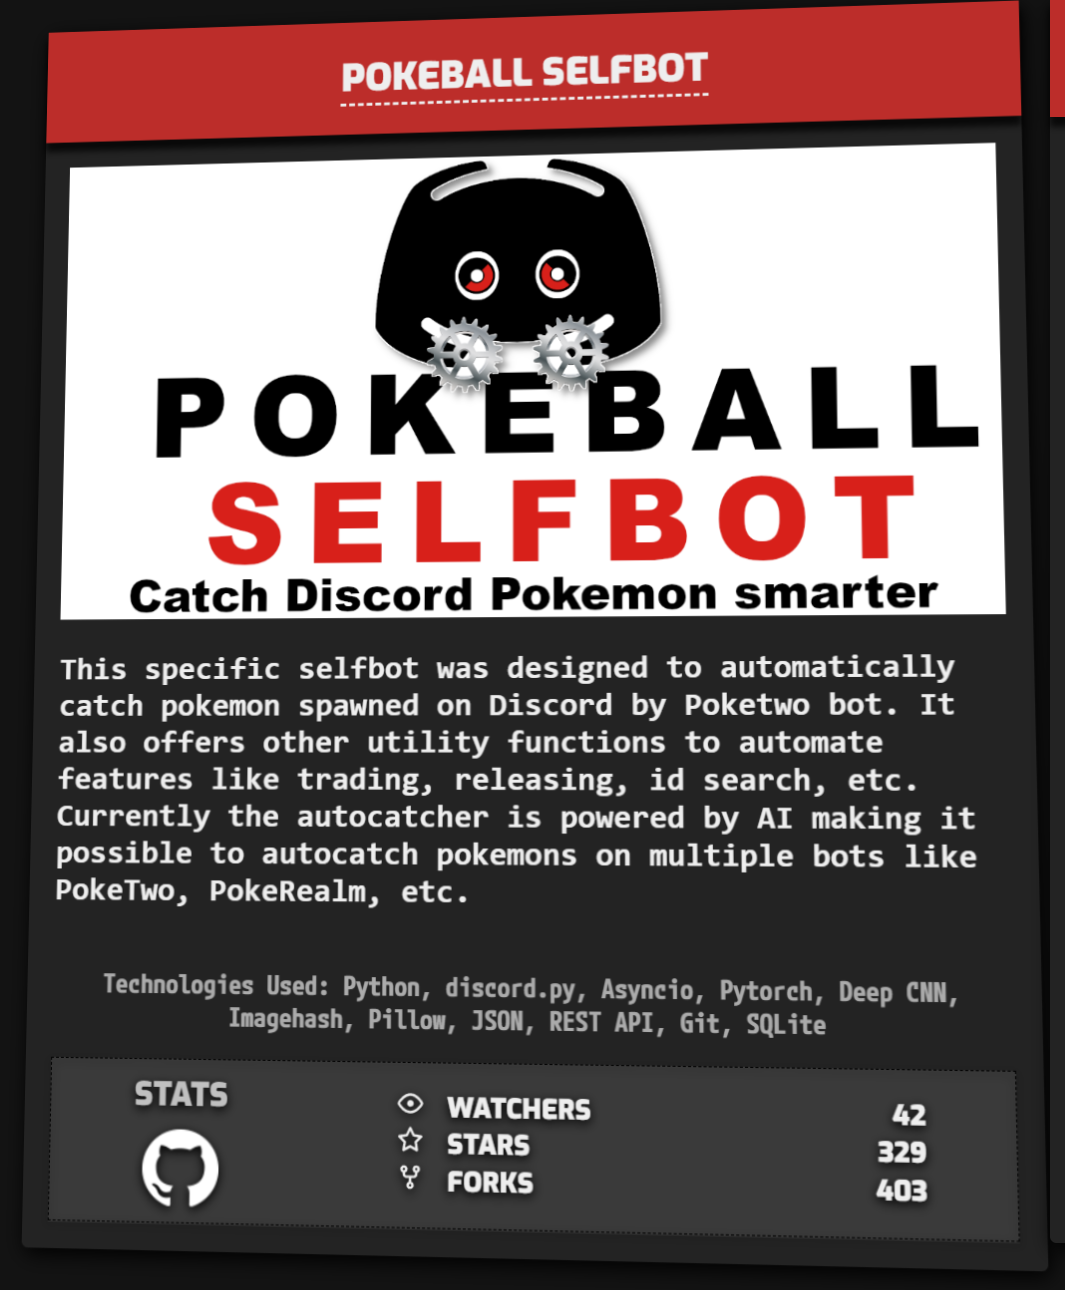 POKEBALL SELFBOT
POKEBALL
SELFBOT
Catch Discord Pokemon smarter
This specific selfbot was designed to automatically
catch pokemon spawned on Discord by Poketwo bot. It
also offers other utility functions to automate
features like trading, releasing, id search, etc.
Currently the autocatcher is powered by AI making it
possible to autocatch pokemons on multiple bots like
PokeTwo, PokeRealm, etc.
Technologies Used: Python, discord.py, Asyncio, Pytorch, Deep CNN,
Imagehash, Pillow, JSON, REST API, Git, SQLite
STATS
WATCHERS 42
STARS 329
FORKS 403